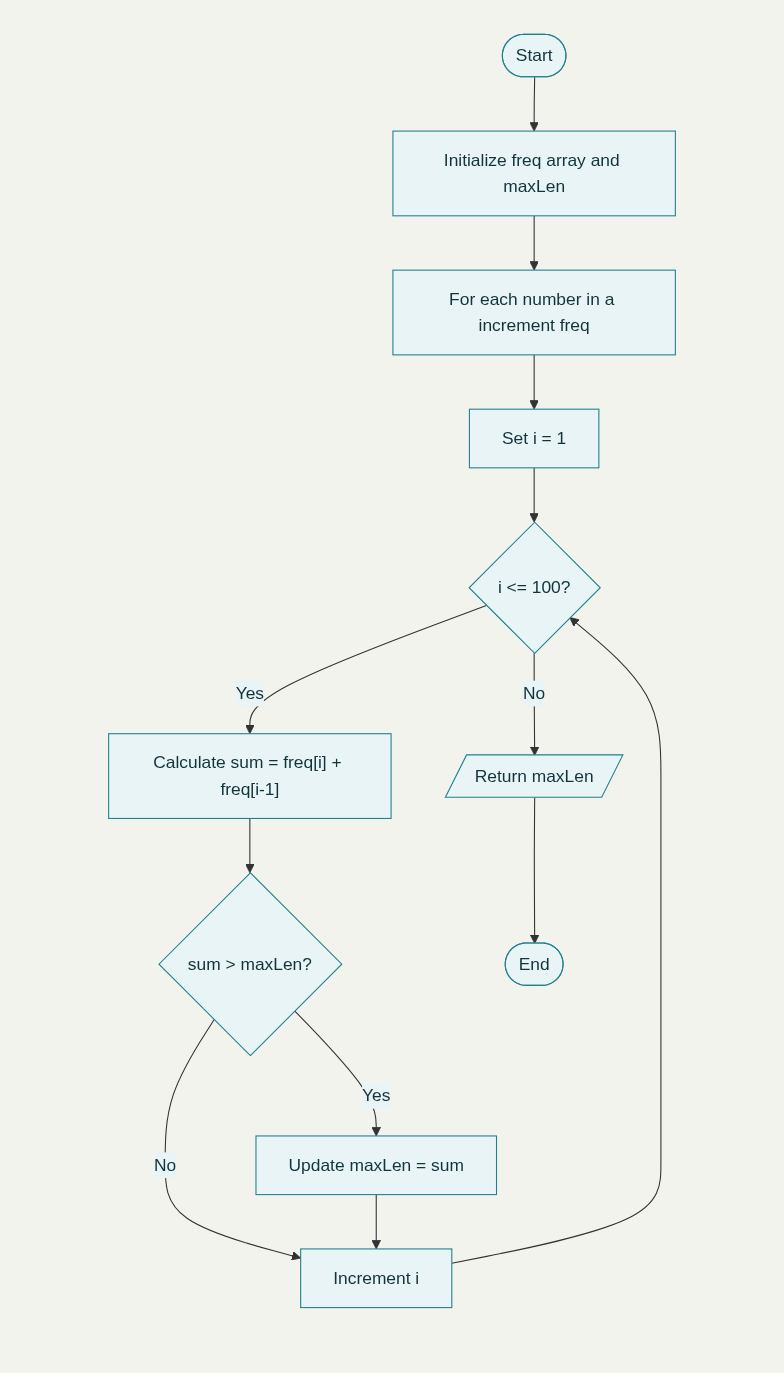 Start
Initialize freq array and
maxLen
For each number in a
increment freq
Set i = 1
i <= 100?
Yes
No
Calculate sum = freq[i] +
freq[i-1]
Return maxLen
sum > maxLen?
End
Yes
No
Update maxLen = sum
Increment i